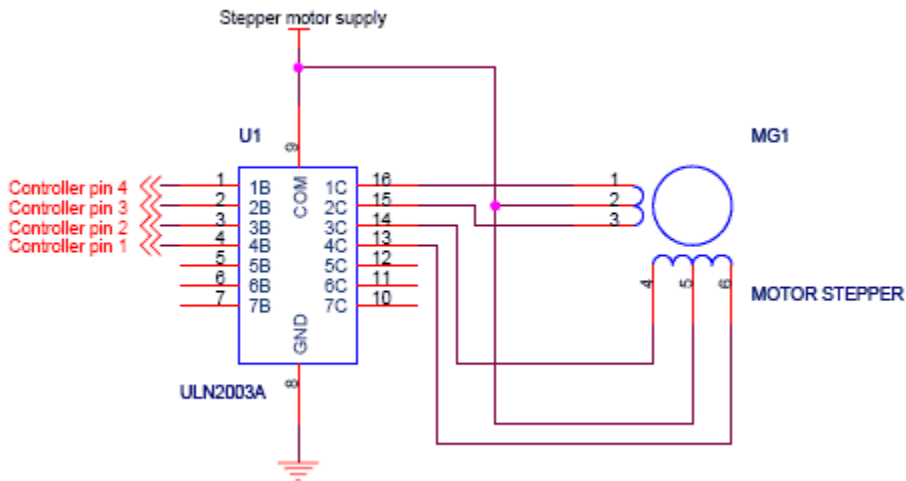 Stepper motor supply
U1
MG1
9
Controller pin 4 1 1B COM 1C 16 1
Controller pin 3 2 2B 2C 15 2
Controller pin 2 3 3B 3C 14 3
Controller pin 1 4 4B 4C 13
5 5B 5C 12
6 6B 6C 11
7 7B 7C 10
4 5 6
MOTOR STEPPER
GND
8
ULN2003A